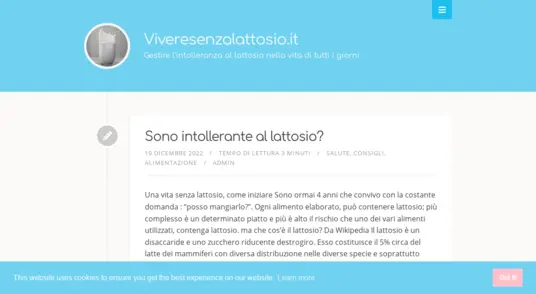 Viveresenzalattosio.it
Gestire l'intolleranza al lattosio nella vita di tutti i giorni
Sono intollerante al lattosio?
19 DICEMBRE 2022 / TEMPO DI LETTURA 3 MINUTI / SALUTE, CONSIGLI,
ALIMENTAZIONE / ADMIN
Una vita senza lattosio, come iniziare Sono ormai 4 anni che convivo con la costante
domanda : "posso mangiarlo?". Ogni alimento elaborato, può contenere lattosio; più
complesso è un determinato piatto e più è alto il rischio che uno dei vari alimenti
utilizzati, contenga lattosio. ma che cos'è il lattosio? Da Wikipedia Il lattosio è un
disaccaride e uno zucchero riducente destrogiro. Esso costituisce il 5% circa del
latte dei mammiferi con diversa distribuzione nelle diverse specie e soprattutto
This website uses cookies to ensure you get the best experience on our website. Learn more
Got it!